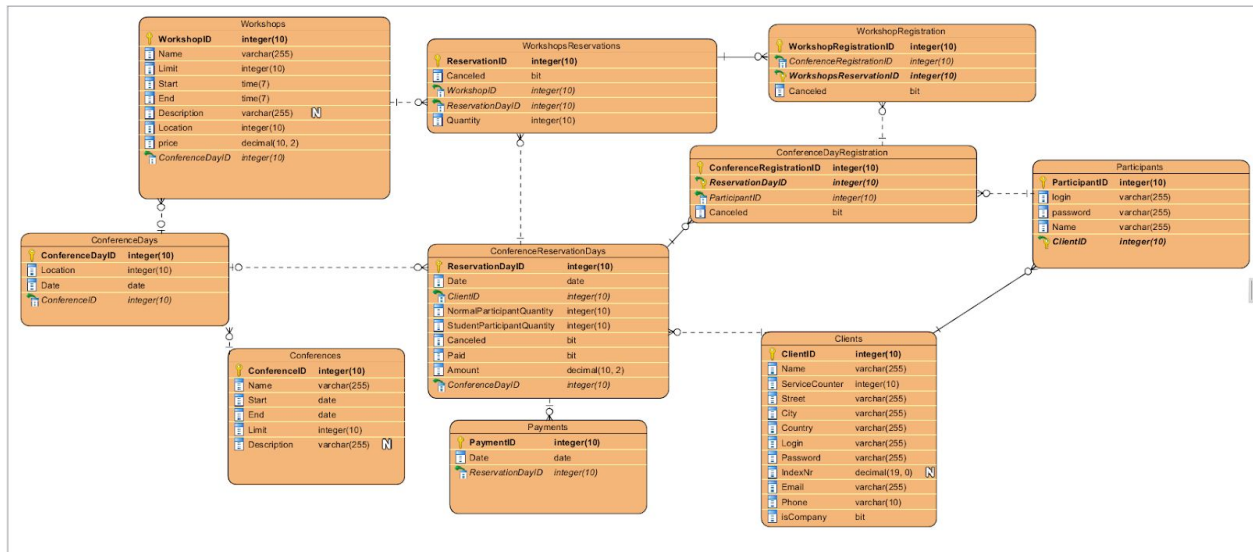 Workshops
WorkshopID integer(10)
Name varchar(255)
Limit integer(10)
Start time(7)
End time(7)
Description varchar(255) N
Location integer(10)
price decimal(10, 2)
ConferenceDayID integer(10)
WorkshopsReservations
ReservationID integer(10)
Canceled bit
WorkshopID integer(10)
ReservationDayID integer(10)
Quantity integer(10)
WorkshopRegistration
WorkshopRegistrationID integer(10)
ConferenceRegistrationID integer(10)
WorkshopsReservationID integer(10)
Canceled bit
ConferenceDayRegistration
ConferenceRegistrationID integer(10)
ReservationDayID integer(10)
ParticipantID integer(10)
Canceled bit
Participants
ParticipantID integer(10)
login varchar(255)
password varchar(255)
Name varchar(255)
ClientID integer(10)
ConferenceDays
ConferenceDayID integer(10)
Location integer(10)
Date date
ConferenceID integer(10)
ConferenceReservationDays
ReservationDayID integer(10)
Date date
ClientID integer(10)
NormalParticipantQuantity integer(10)
StudentParticipantQuantity integer(10)
Canceled bit
Paid bit
Amount decimal(10, 2)
ConferenceDayID integer(10)
Conferences
ConferenceID integer(10)
Name varchar(255)
Start date
End date
Limit integer(10)
Description varchar(255) N
Payments
PaymentID integer(10)
Date date
ReservationDayID integer(10)
Clients
ClientID integer(10)
Name varchar(255)
ServiceCounter integer(10)
Street varchar(255)
City varchar(255)
Country varchar(255)
Login varchar(255)
Password varchar(255)
IndexNr decimal(19, 0) N
Email varchar(255)
Phone varchar(10)
isCompany bit